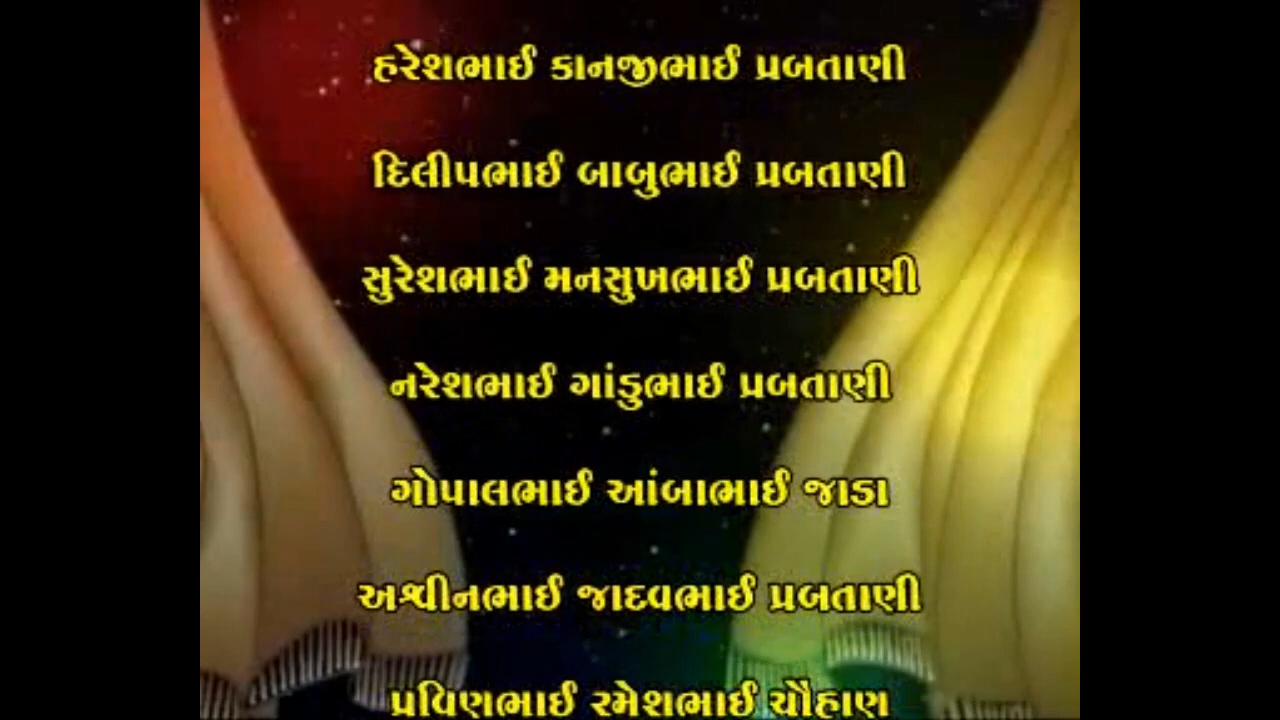 હરેશભાઈ કાનજીભાઈ પ્રબતાણી
દિલીપભાઈ બાબુભાઈ પ્રબતાણી
સુરેશભાઈ મનસુખભાઈ પ્રબતાણી
નરેશભાઈ ગાંડુભાઈ પ્રબતાણી
ગોપાલભાઈ આંબાભાઈ જાડા
અશ્વીનભાઈ જાદવભાઈ પ્રબતાણી
પ્રવિણભાઈ રમેશભાઈ ચૌહાણ